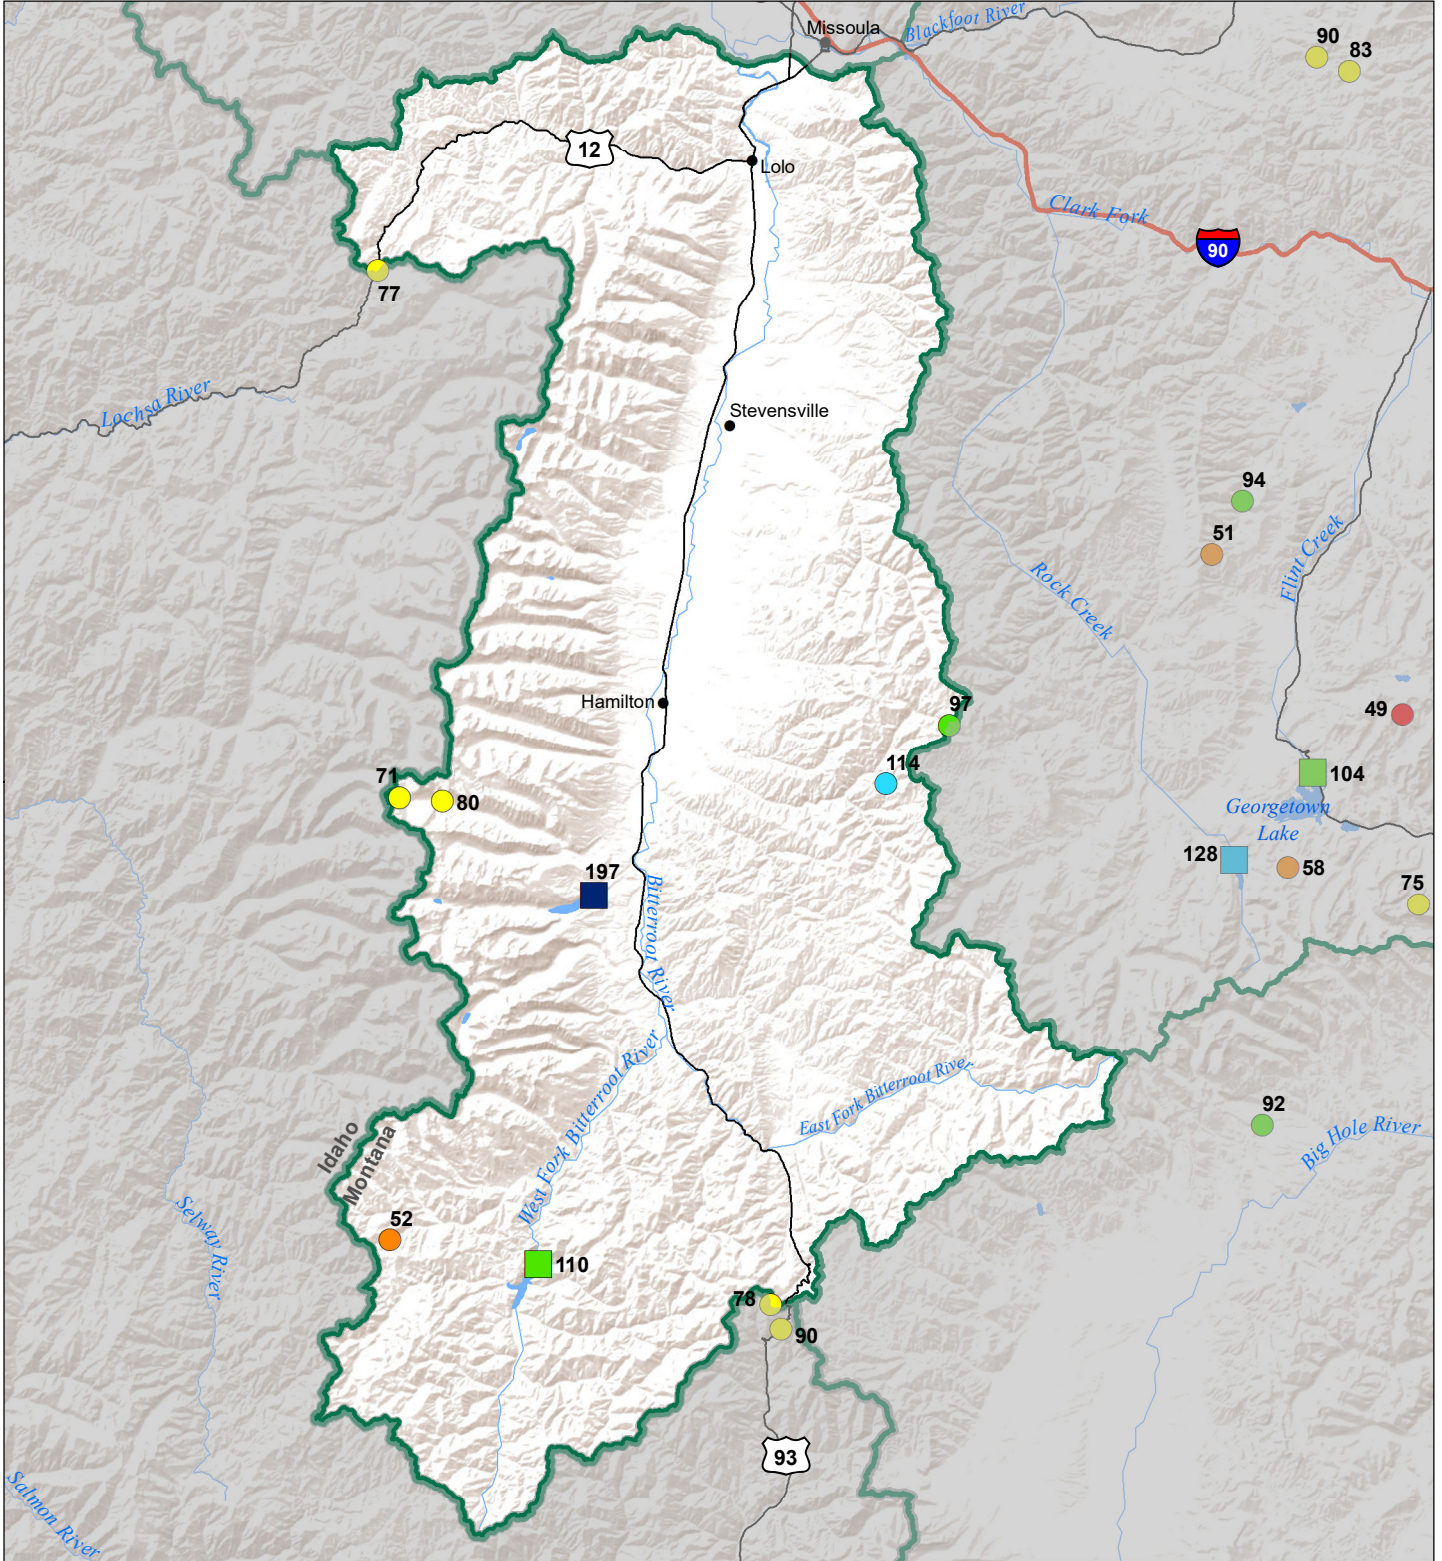 Missoula
Blackfoot River
90
83
12
Lolo
Clark Fork
90
77
Lochsa River
Stevensville
94
51
Flint Creek
Rock Creek
Hamilton
97
49
114
104
71
80
Georgetown
Lake
128
58
197
75
Bitterroot River
West Fork Bitterroot River
East Fork Bitterroot River
92
Big Hole River
Idaho
Montana
Selway River
52
110
78
90
93
Salmon River